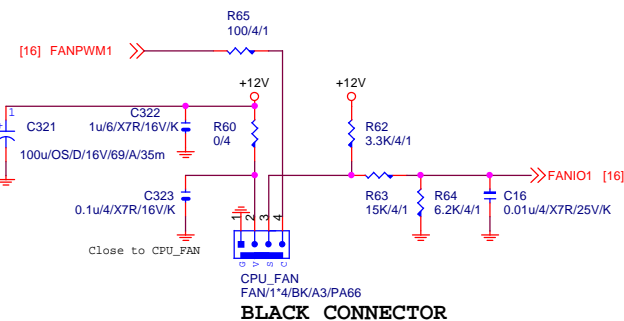 R65
100/4/1
[16] FANPWM1
+12V
+12V
1
C321
100u/OS/D/16V/69/A/35m
C322
1u/6/X7R/16V/K
R60
0/4
R62
3.3K/4/1
FANIO1 [16]
C323
0.1u/4/X7R/16V/K
R63
15K/4/1
R64
6.2K/4/1
C16
0.01u/4/X7R/25V/K
Close to CPU_FAN
1 2 3 4
G V S C
CPU_FAN
FAN/1*4/BK/A3/PA66
BLACK CONNECTOR